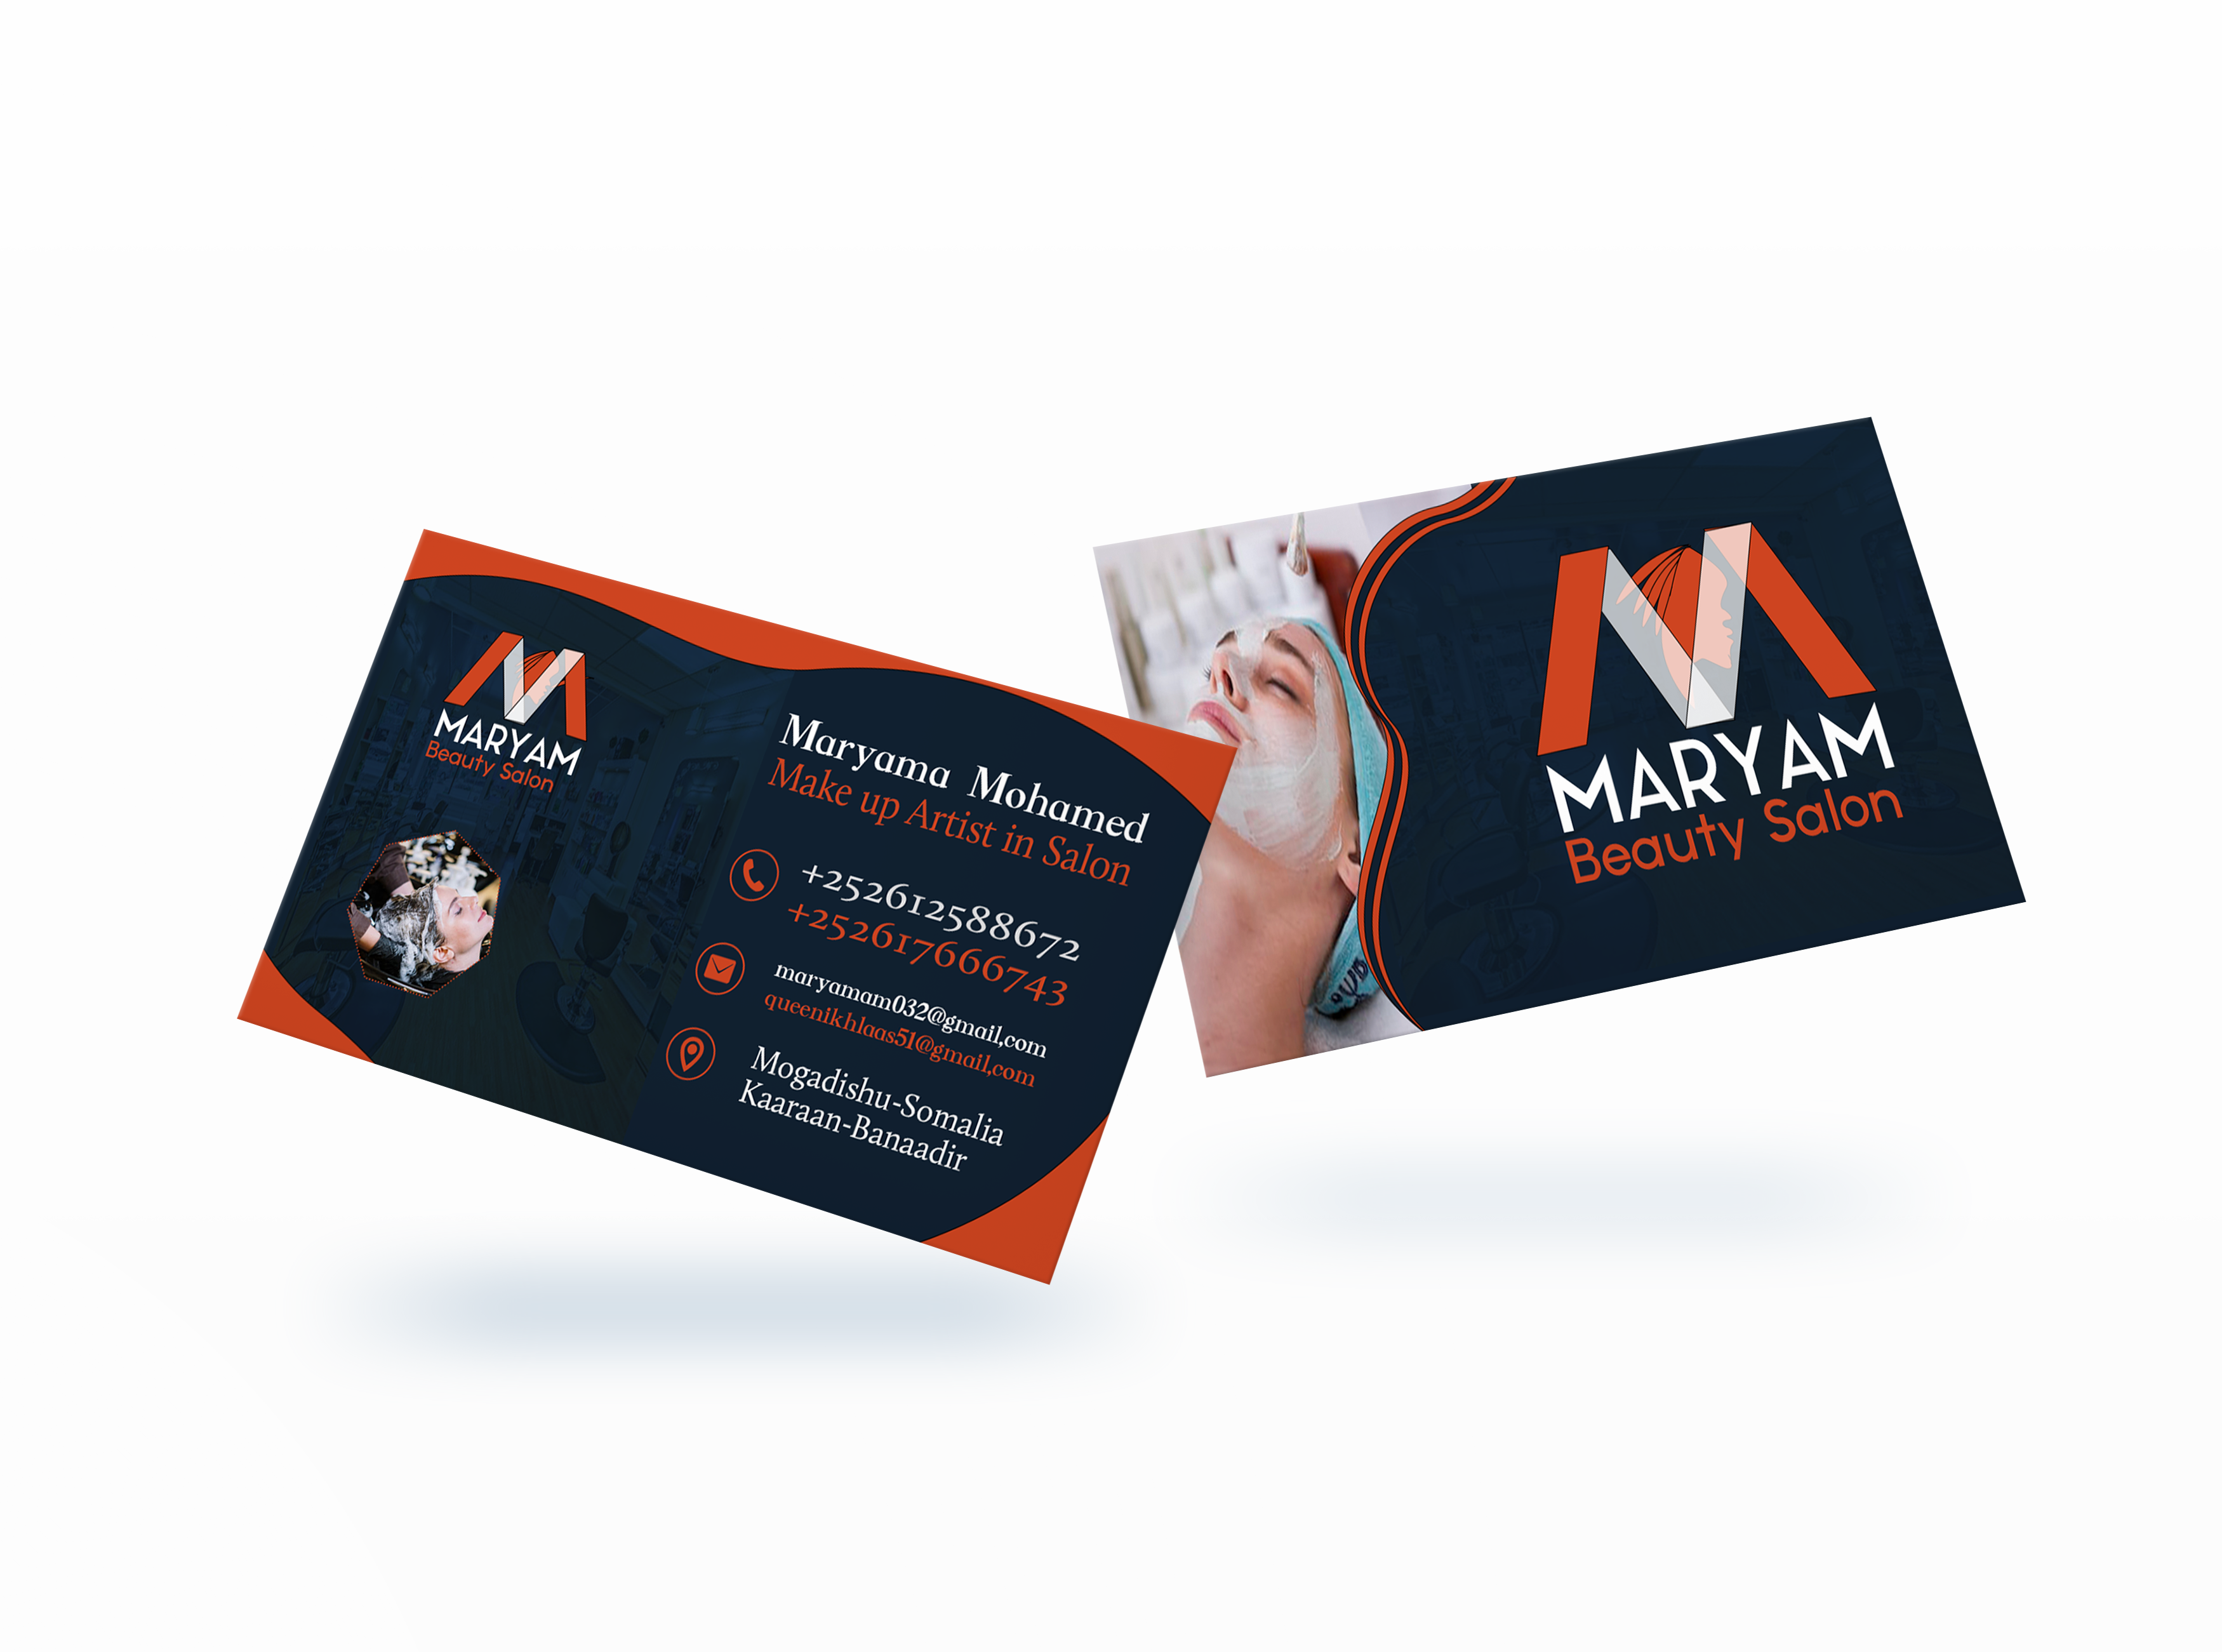 MARYAM
Beauty Salon
Maryama Mohamed
Make up Artist in Salon
+252612588672
+252617666743
maryamam032@gmail,com
queenikhlaas51@gmail,com
Mogadishu-Somalia
Kaaraan-Banaadir
MARYAM
Beauty Salon